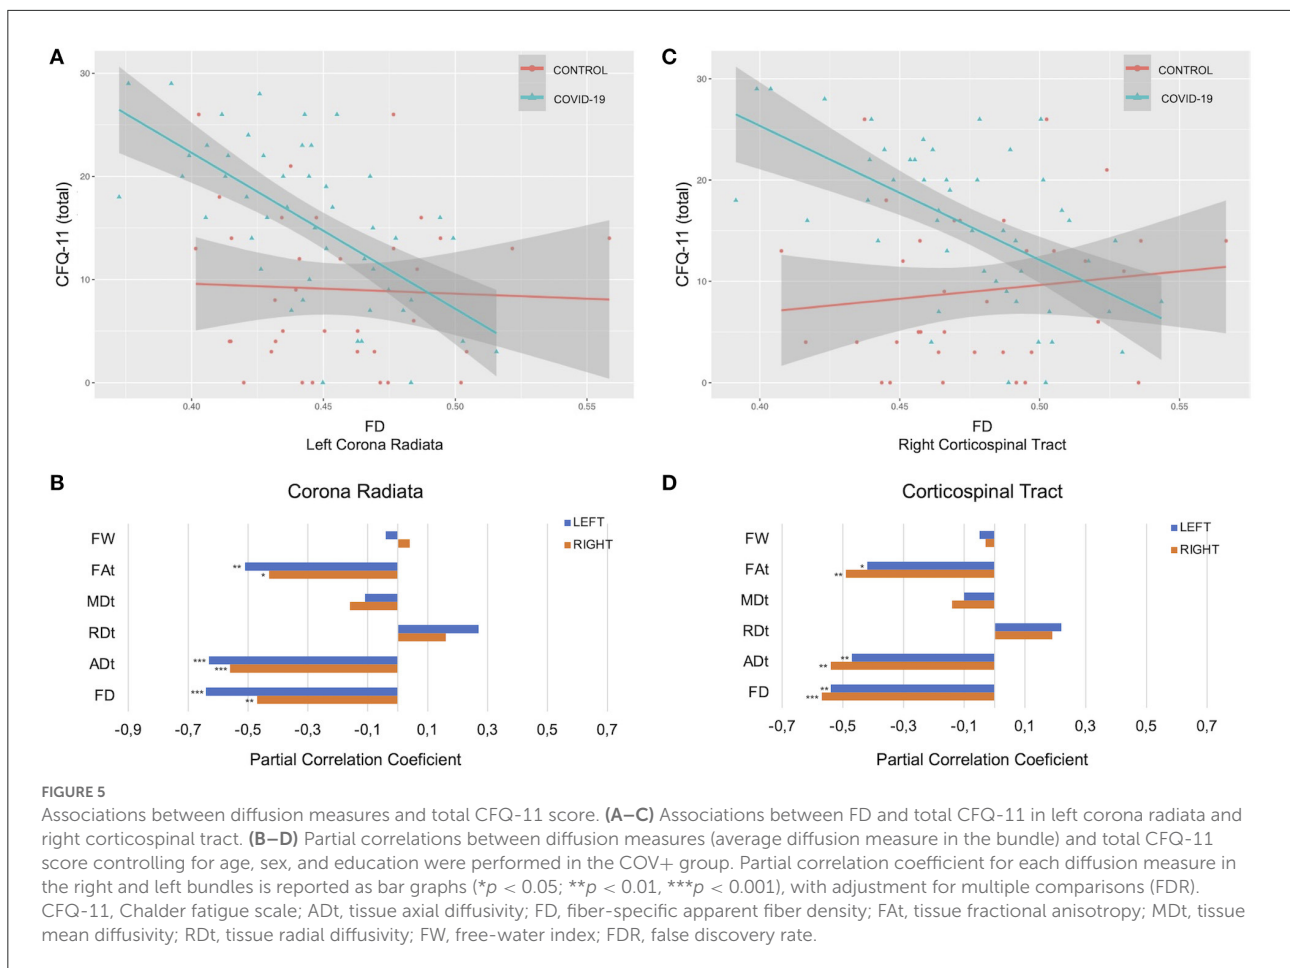 A
CONTROL
COVID-19
CFQ-11 (total)
30
20
10
0
0.40
0.45
0.50
0.55
FD
Left Corona Radiata
C
CONTROL
COVID-19
CFQ-11 (total)
30
20
10
0
0.40
0.45
0.50
0.55
FD
Right Corticospinal Tract
B
Corona Radiata
LEFT
RIGHT
FW
FAt
**
*
MDt
RDt
ADt
***
***
FD
***
**
-0,9 -0,7 -0,5 -0,3 -0,1 0,1 0,3 0,5 0,7
Partial Correlation Coeficient
D
Corticospinal Tract
LEFT
RIGHT
FW
FAt
*
**
MDt
RDt
ADt
**
**
FD
**
***
-0,7 -0,5 -0,3 -0,1 0,1 0,3 0,5 0,7
Partial Correlation Coeficient
FIGURE 5
Associations between diffusion measures and total CFQ-11 score. (A–C) Associations between FD and total CFQ-11 in left corona radiata and
right corticospinal tract. (B–D) Partial correlations between diffusion measures (average diffusion measure in the bundle) and total CFQ-11
score controlling for age, sex, and education were performed in the COV+ group. Partial correlation coefficient for each diffusion measure in
the right and left bundles is reported as bar graphs (*p < 0.05; **p < 0.01, ***p < 0.001), with adjustment for multiple comparisons (FDR).
CFQ-11, Chalder fatigue scale; ADt, tissue axial diffusivity; FD, fiber-specific apparent fiber density; FAt, tissue fractional anisotropy; MDt, tissue
mean diffusivity; RDt, tissue radial diffusivity; FW, free-water index; FDR, false discovery rate.